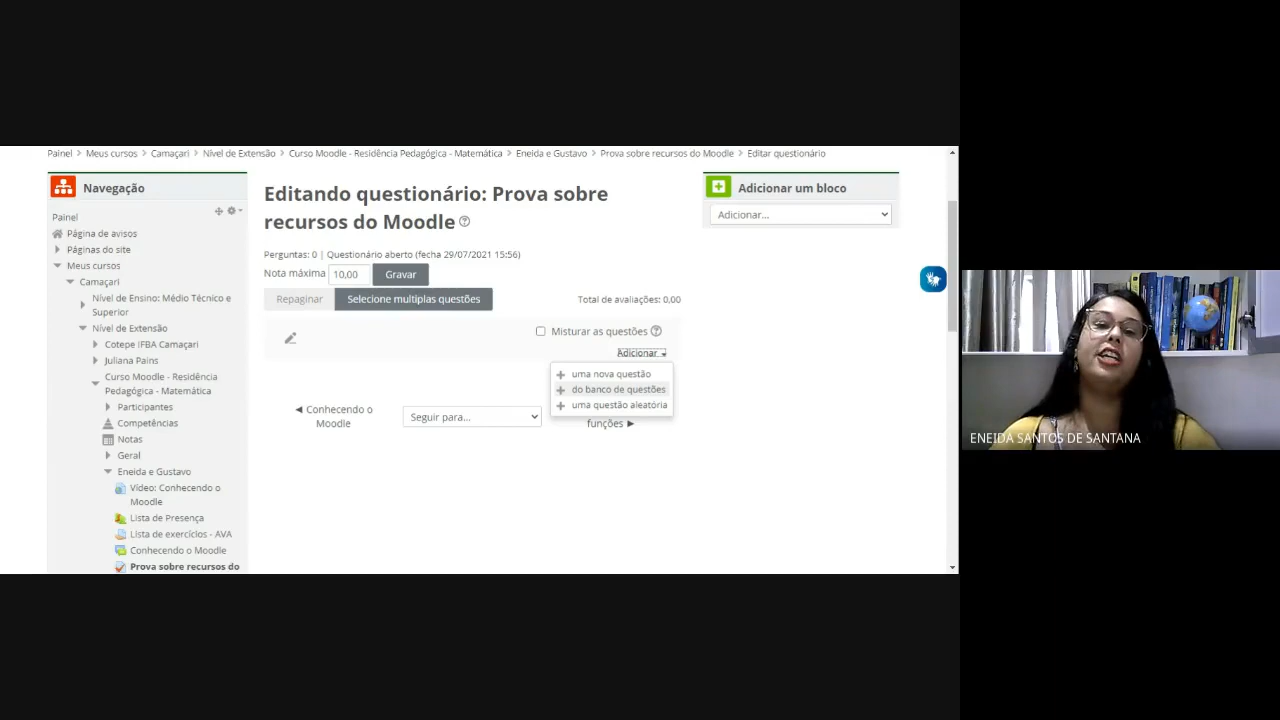 Painel > Meus cursos > Camaçari > Nível de Extensão > Curso Moodle - Residência Pedagógica - Matemática > Eneida e Gustavo > Prova sobre recursos do Moodle > Editar questionário
Navegação
Painel
Página de avisos
Páginas do site
Meus cursos
Camaçari
Nível de Ensino: Médio Técnico e
Superior
Nível de Extensão
Cotepe IFBA Camaçari
Juliana Pains
Curso Moodle - Residência
Pedagógica - Matemática
Participantes
Competências
Notas
Geral
Eneida e Gustavo
Vídeo: Conhecendo o
Moodle
Lista de Presença
Lista de exercícios - AVA
Conhecendo o Moodle
Prova sobre recursos do
Editando questionário: Prova sobre
recursos do Moodle
Perguntas: 0 | Questionário aberto (fecha 29/07/2021 15:56)
Nota máxima 10,00 Gravar
Repaginar Selecione multiplas questões Total de avaliações: 0,00
Misturar as questões
Adicionar
uma nova questão
do banco de questões
uma questão aleatória
◀ Conhecendo o
Moodle
Seguir para...
funções ▶
Adicionar um bloco
Adicionar...
ENEIDA SANTOS DE SANTANA